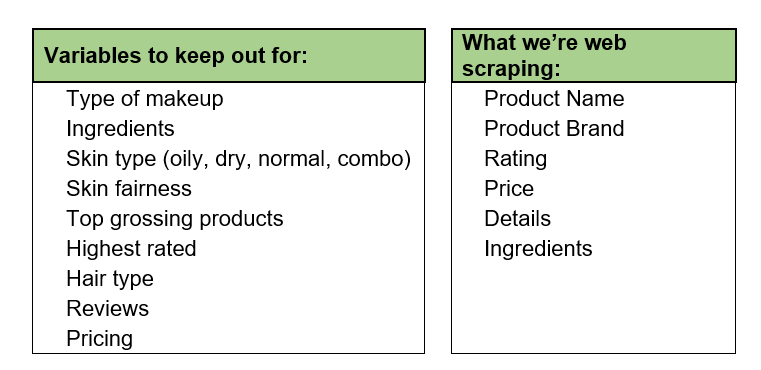 Variables to keep out for:
Type of makeup
Ingredients
Skin type (oily, dry, normal, combo)
Skin fairness
Top grossing products
Highest rated
Hair type
Reviews
Pricing
What we’re web
scraping:
Product Name
Product Brand
Rating
Price
Details
Ingredients